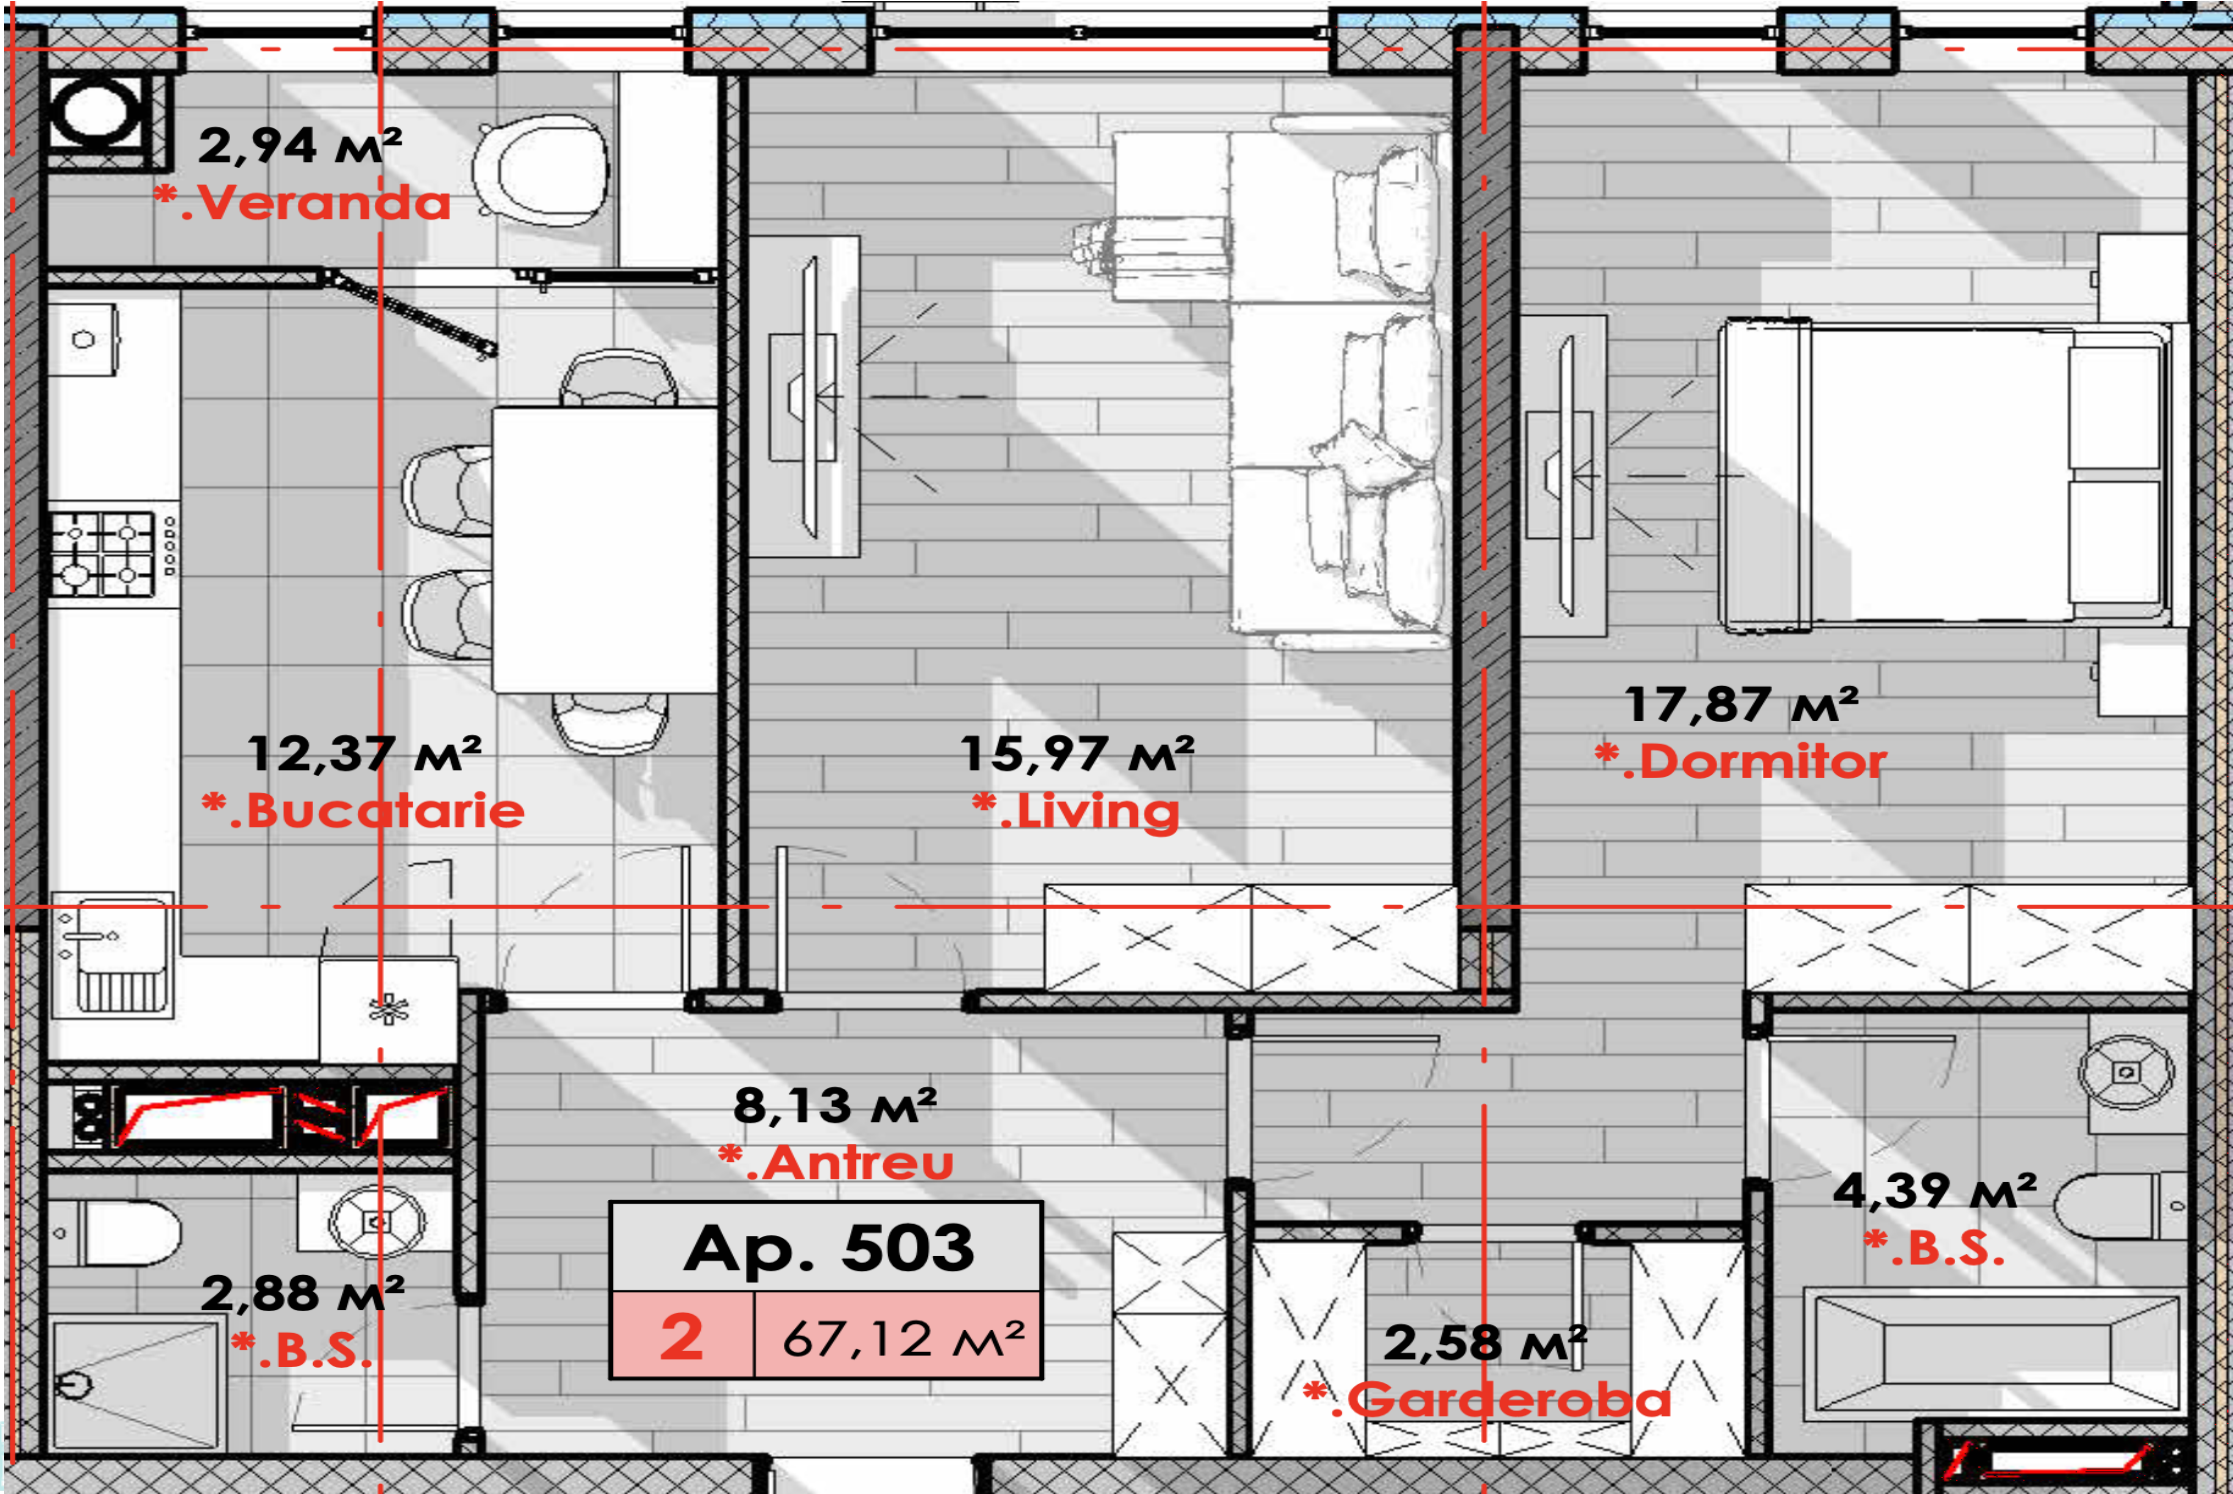 2,94 м²
*.Veranda
12,37 м²
*.Bucatarie
15,97 м²
*.Living
17,87 м²
*.Dormitor
8,13 м²
*.Antreu
Ap. 503
2
67,12 м²
2,88 м²
*.B.S.
4,39 м²
*.B.S.
2,58 м²
*.Garderoba